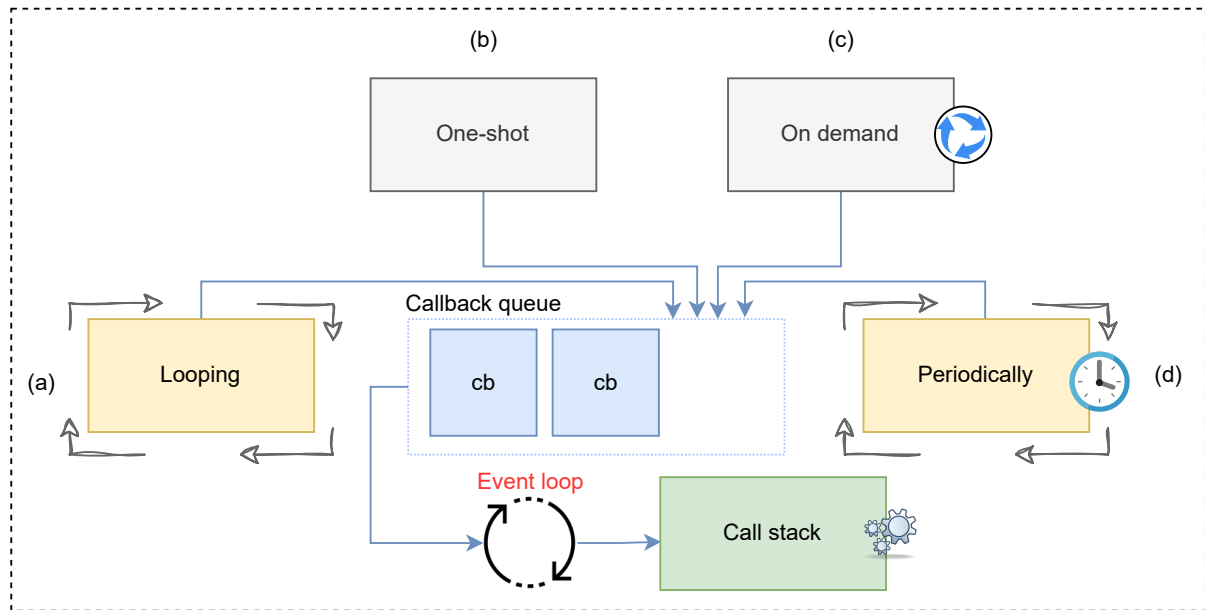 (b)
(c)
One-shot
On demand
Callback queue
(a)
Looping
cb
cb
Periodically
(d)
Event loop
Call stack